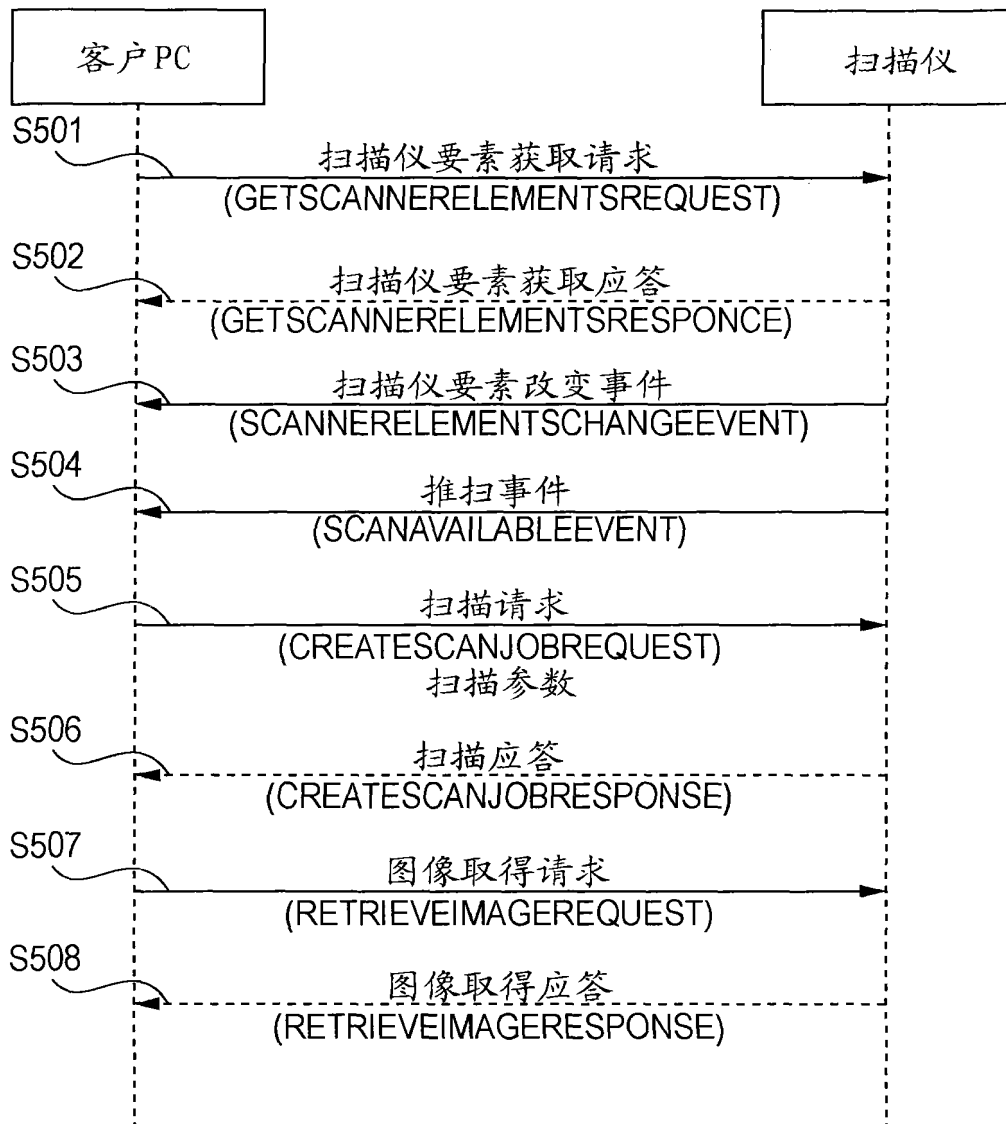 客户PC
扫描仪
S501
扫描仪要素获取请求
(GETSCANNERELEMENTSREQUEST)
S502
扫描仪要素获取应答
(GETSCANNERELEMENTSRESPONCE)
S503
扫描仪要素改变事件
(SCANNERELEMENTSCHANGEEVENT)
S504
推扫事件
(SCANAVAILABLEEVENT)
S505
扫描请求
(CREATESCANJOBREQUEST)
扫描参数
S506
扫描应答
(CREATESCANJOBRESPONSE)
S507
图像取得请求
(RETRIEVEIMAGEREQUEST)
S508
图像取得应答
(RETRIEVEIMAGERESPONSE)